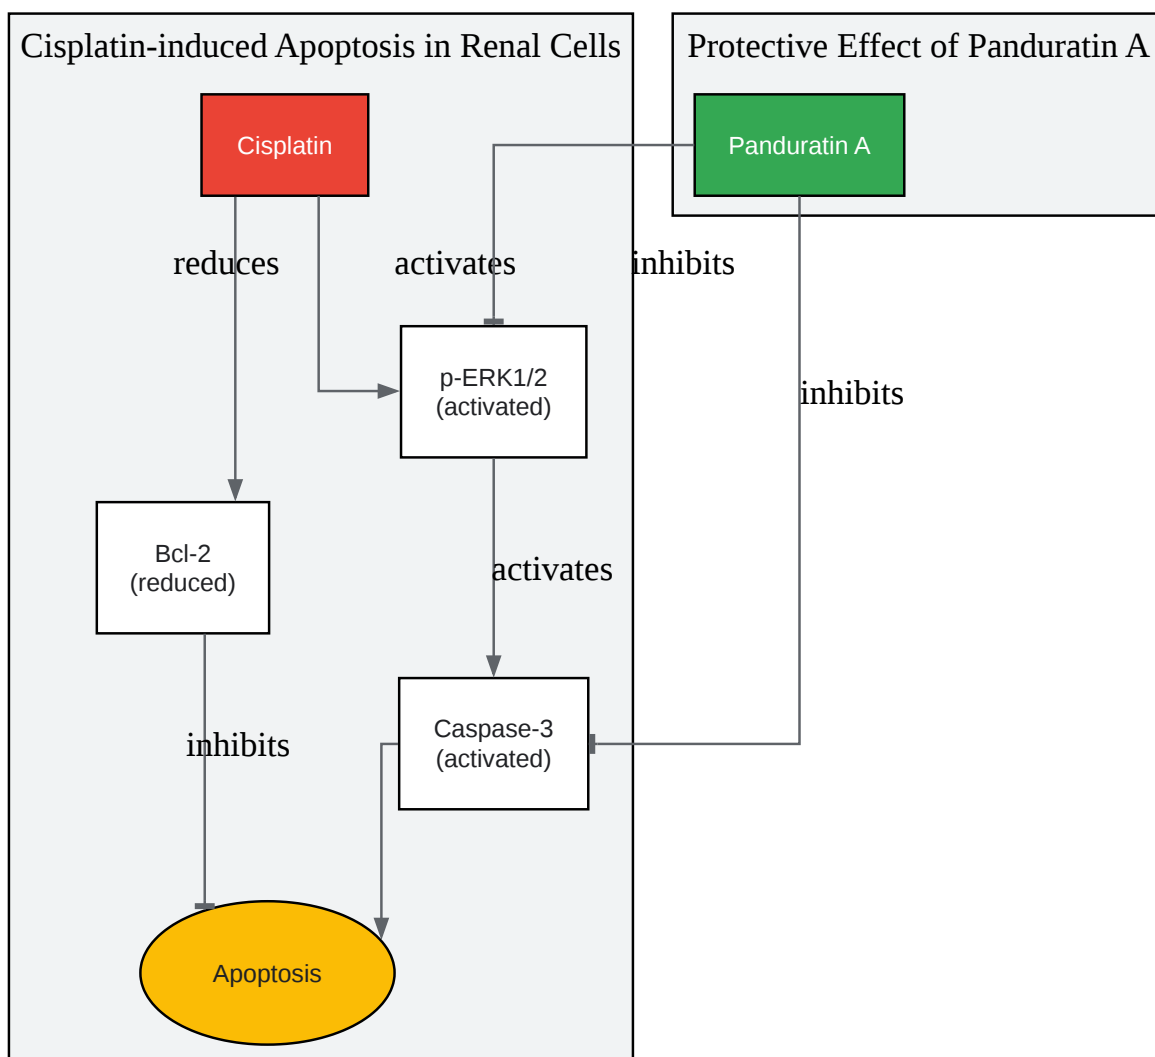 Cisplatin-induced Apoptosis in Renal Cells
Protective Effect of Panduratin A
Cisplatin
Panduratin A
reduces
activates
inhibits
p-ERK1/2
(activated)
inhibits
Bcl-2
(reduced)
activates
Caspase-3
(activated)
inhibits
Apoptosis